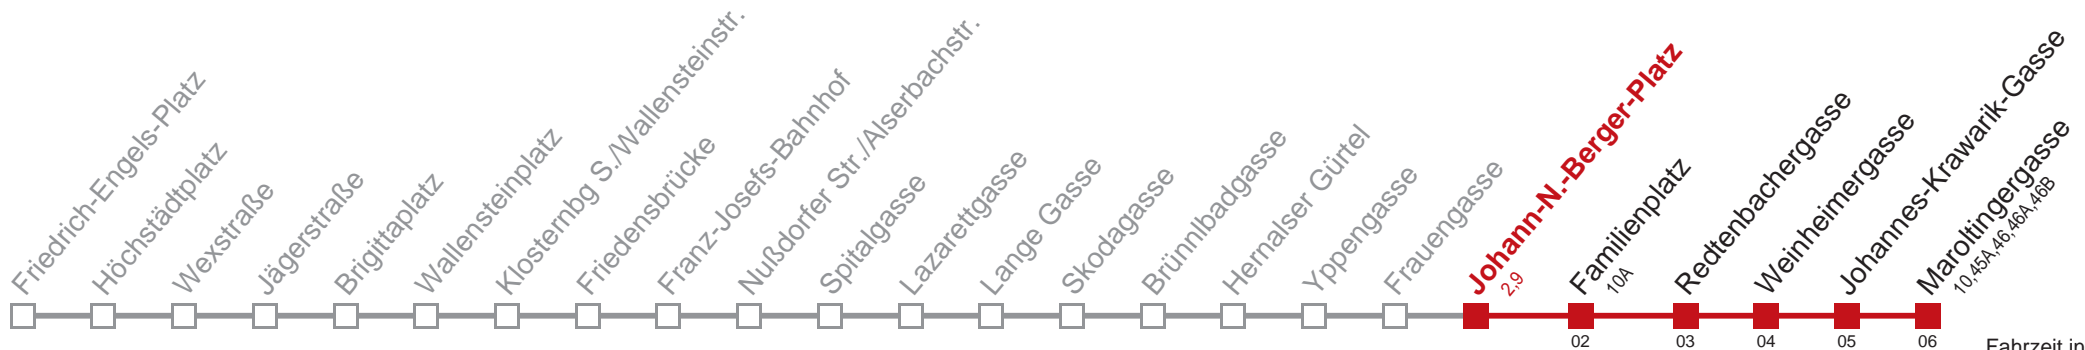 Friedrich-Engels-Platz
Höchstädtplatz
Wexstraße
Jägerstraße
Brigittaplatz
Wallensteinplatz
Klosternbg S./Wallensteinstr.
Friedensbrücke
Franz-Josefs-Bahnhof
Nußdorfer Str./Alserbachstr.
Spitalgasse
Lazarettgasse
Lange Gasse
Skodagasse
Brünnlbadgasse
Hernalser Gürtel
Yppengasse
Frauengasse
Johann-N.-Berger-Platz
2,9
Familienplatz
10A
Redtenbachergasse
Weinheimergasse
Johannes-Krawarik-Gasse
Maroltingergasse
10,45A,46,46A,46B
02
03
04
05
06
Fahrzeit in